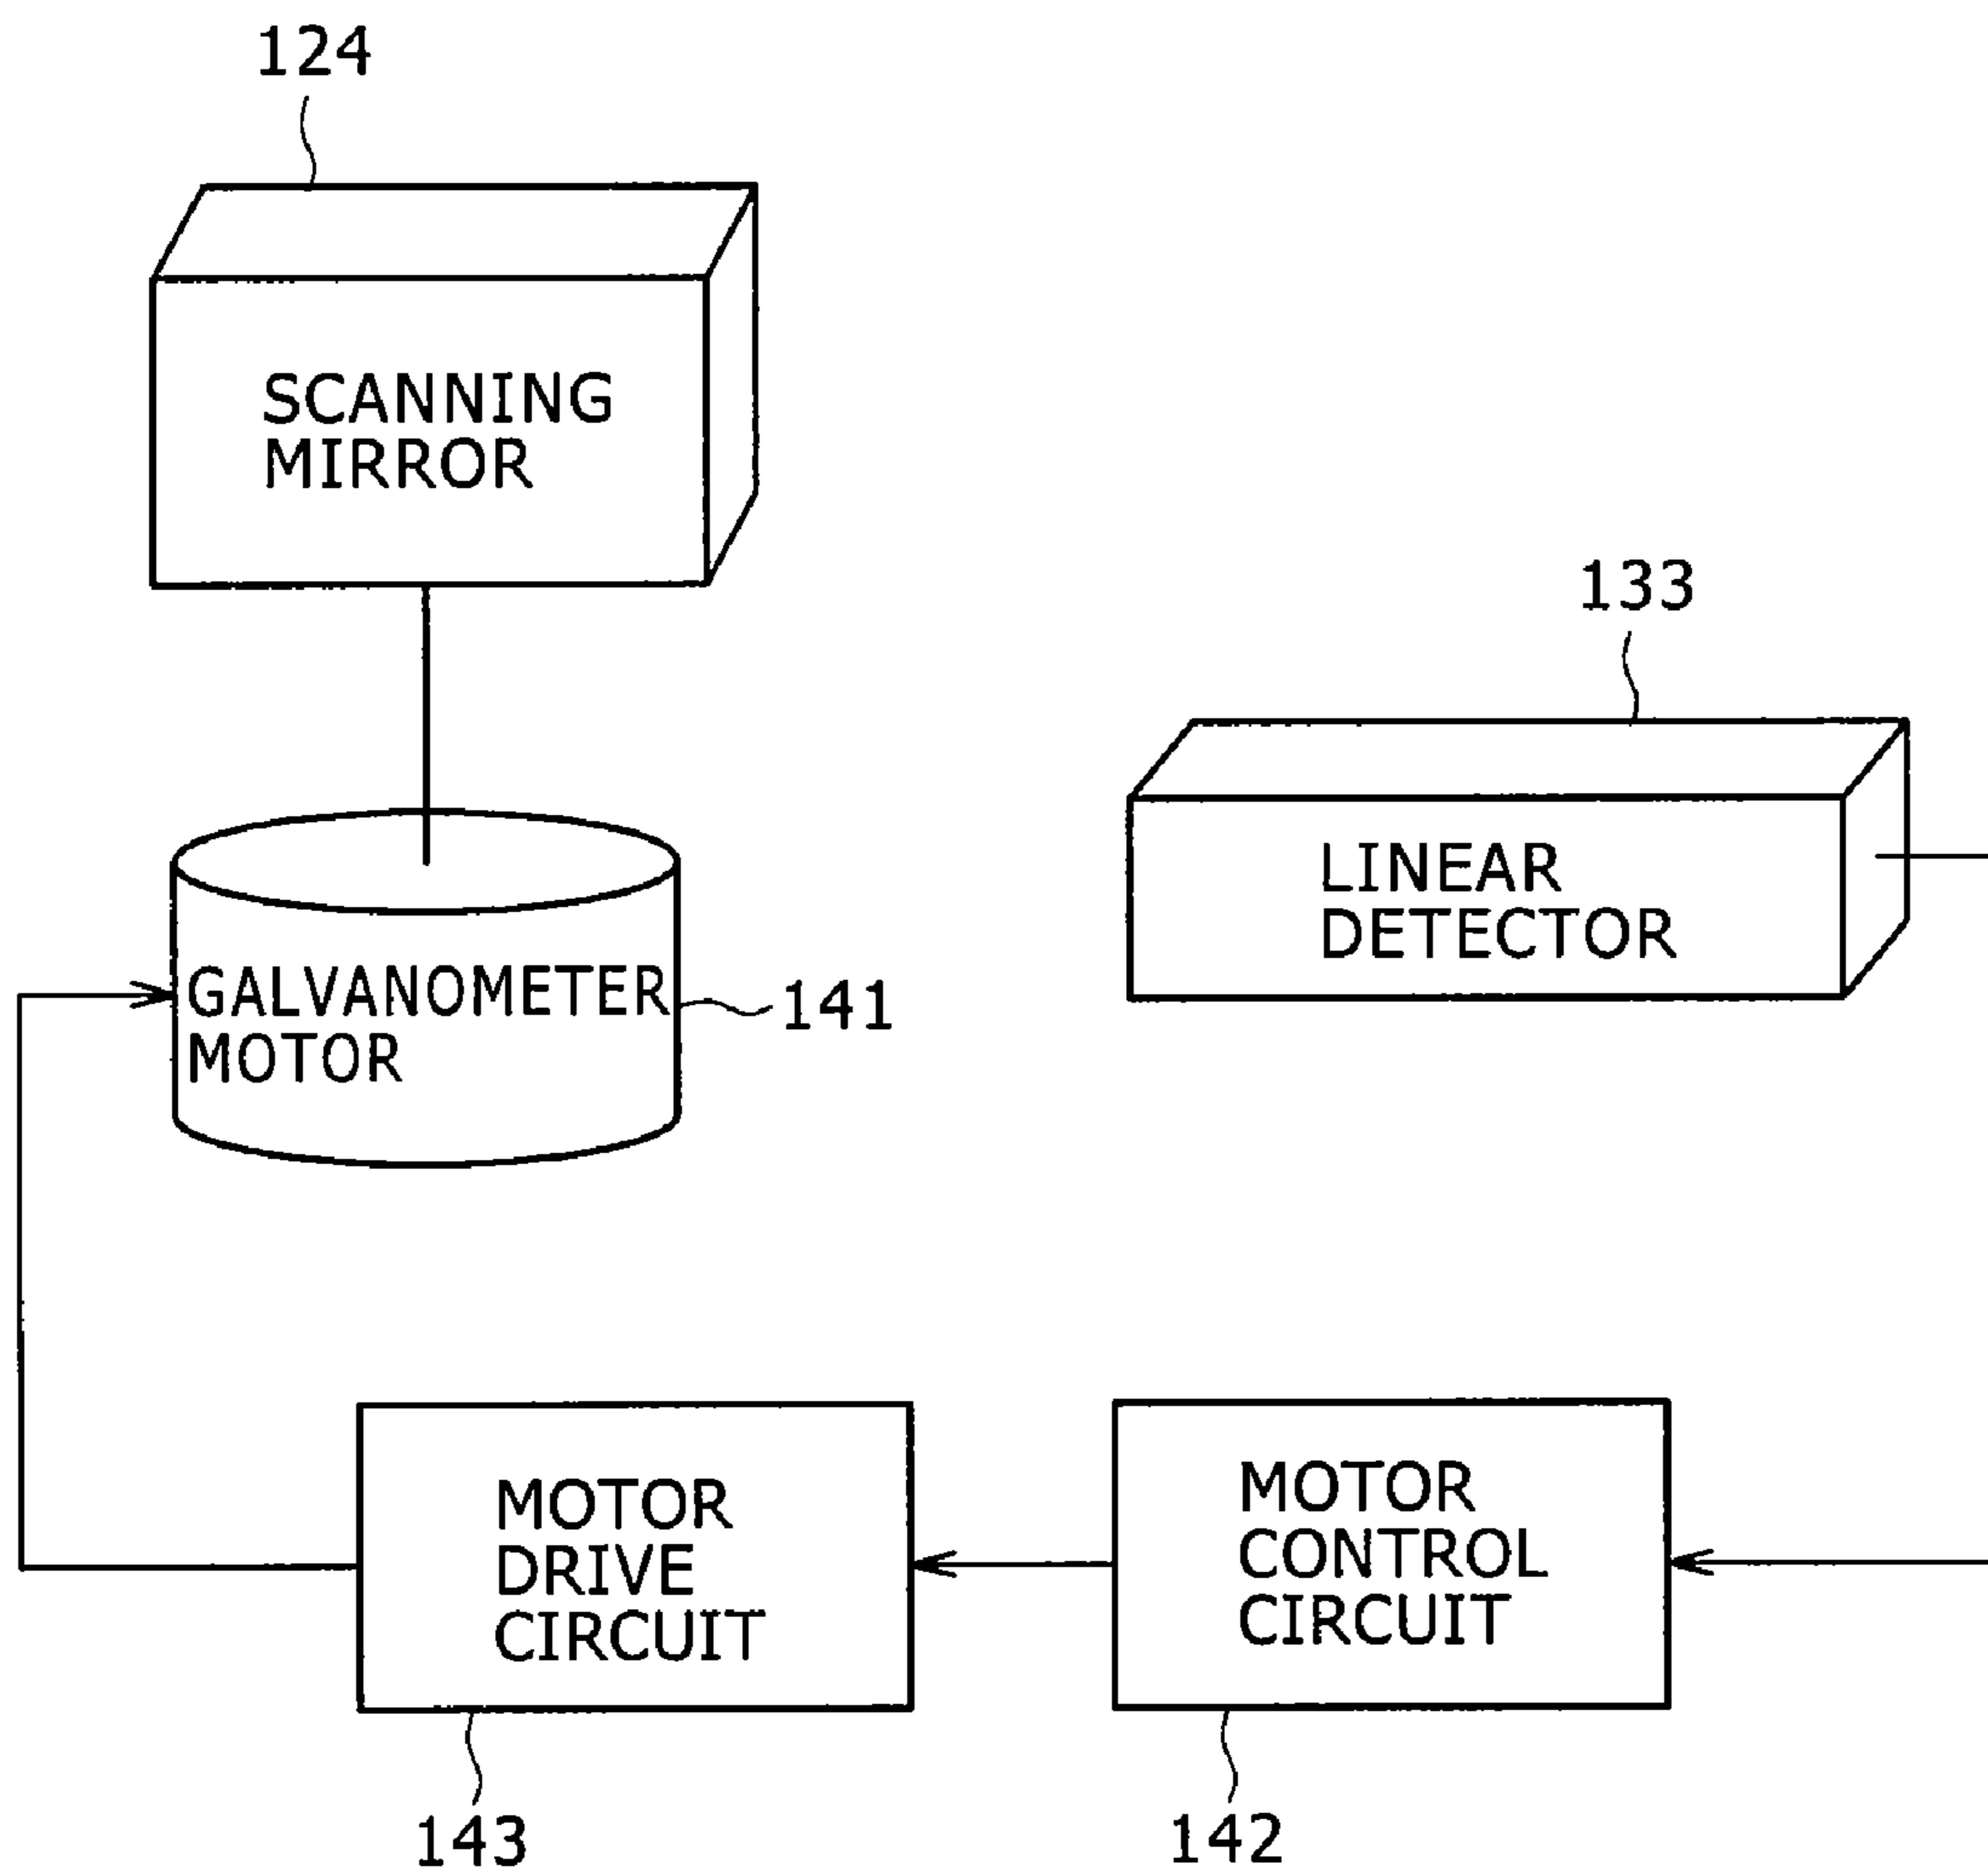 124
SCANNING
MIRROR
133
LINEAR
DETECTOR
GALVANOMETER
MOTOR
141
MOTOR
DRIVE
CIRCUIT
MOTOR
CONTROL
CIRCUIT
143
142